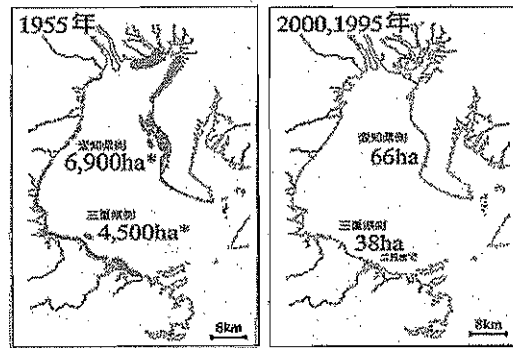 1955年
愛知県側
6,900ha*
三重県側
4,500ha*
8km
2000,1995年
愛知県側
66ha
三重県側
38ha
8km